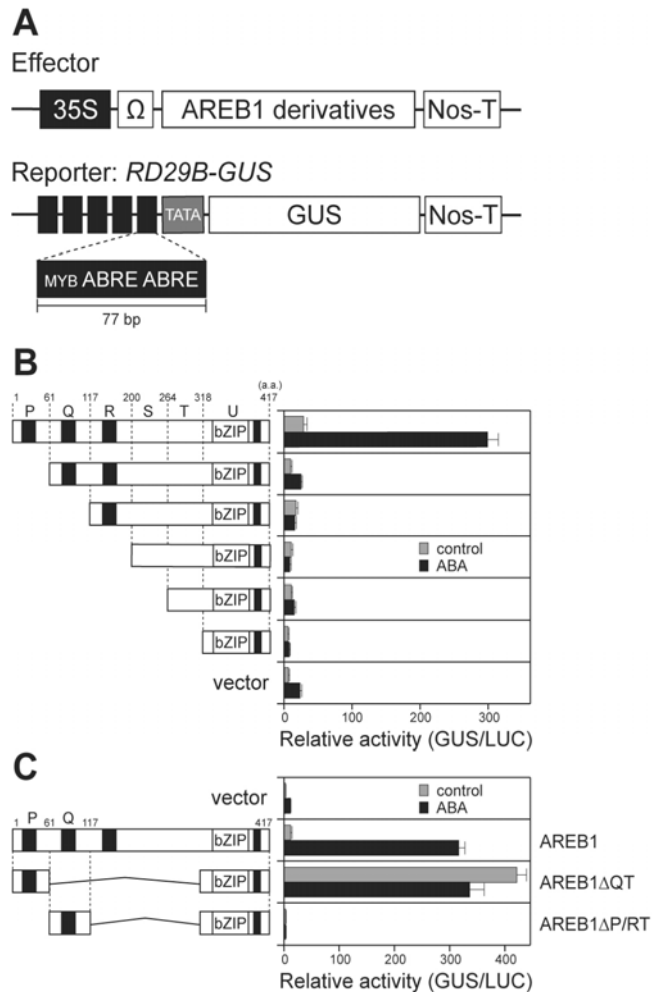 A
Effector
35S Ω AREB1 derivatives Nos-T
Reporter: RD29B-GUS
TATA GUS Nos-T
MYB ABRE ABRE
77 bp
B
1 61 117 200 264 318 (a.a.) 417
P Q R S T U
bZIP
bZIP
bZIP
bZIP
bZIP
bZIP
vector
control
ABA
0 100 200 300
Relative activity (GUS/LUC)
C
vector
control
ABA
1 P 61 Q 117 417
bZIP AREB1
bZIP AREB1ΔQT
bZIP AREB1ΔP/RT
0 100 200 300 400
Relative activity (GUS/LUC)